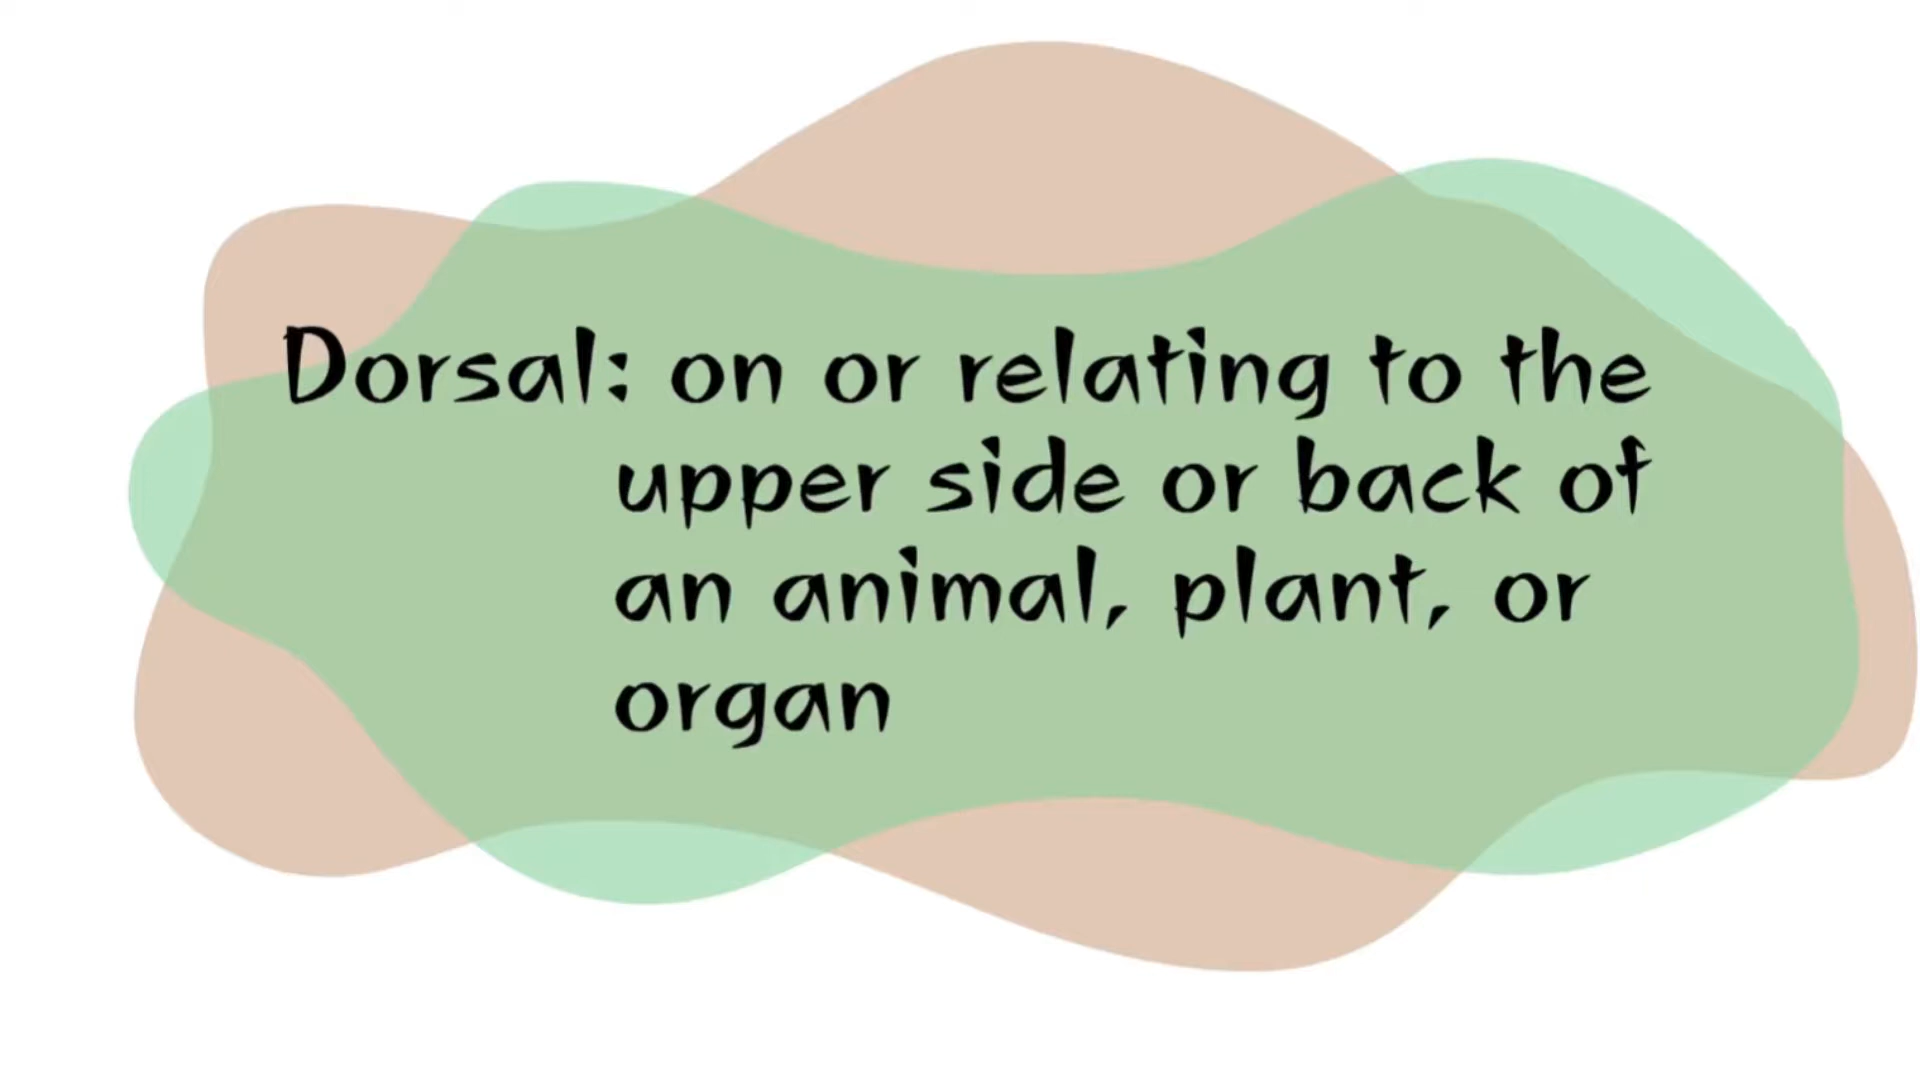 Dorsal: on or relating to the
upper side or back of
an animal, plant, or
organ